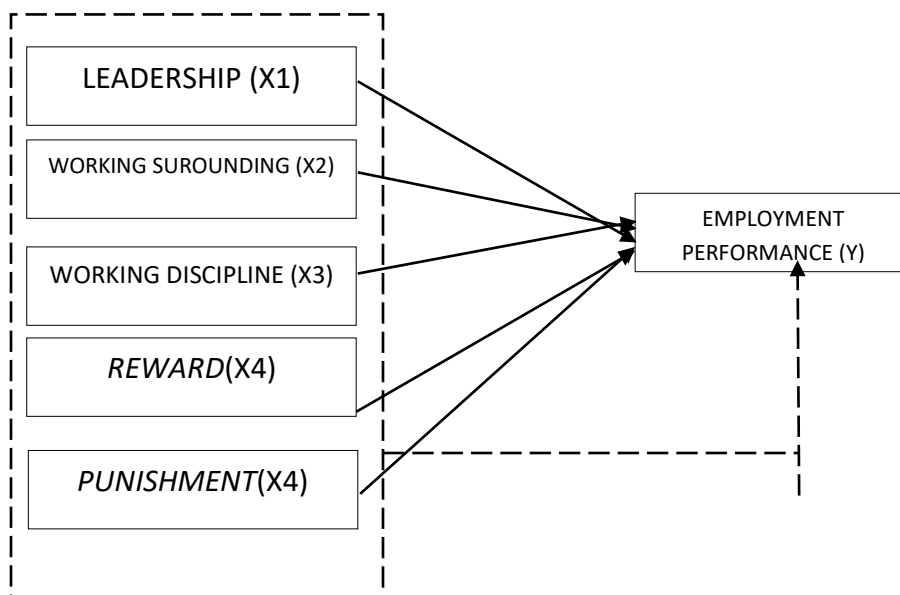 LEADERSHIP (X1)
WORKING SUROUNDING (X2)
WORKING DISCIPLINE (X3)
REWARD(X4)
PUNISHMENT(X4)
EMPLOYMENT
PERFORMANCE (Y)